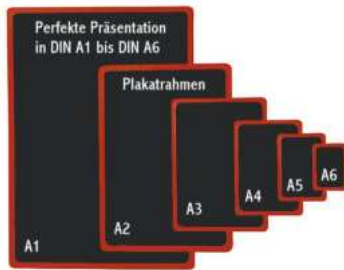 Perfekte Präsentation
in DIN A1 bis DIN A6
Plakatrahmen
A1
A2
A3
A4
A5
A6